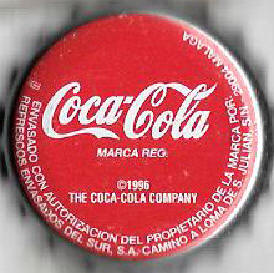 Coca-Cola
MARCA REG.
©1996
THE COCA-COLA COMPANY
ENVASADO CON AUTORIZACION DEL PROPIETARIO DE LA MARCA POR:
REFRESCOS ENVASADOS DEL SUR, S.A. CAMINO A LOMA DE S. JULIAN, S.N. 29004 MALAGA